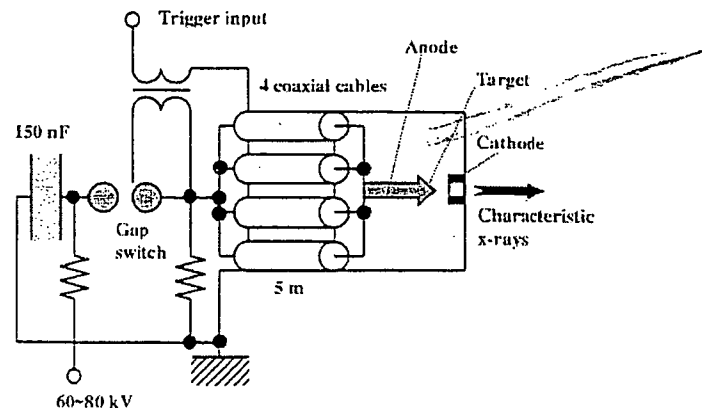 Trigger input
Anode
4 coaxial cables
Target
150 nF
Cathode
Gap
switch
Characteristic
x-rays
5 m
60~80 kV